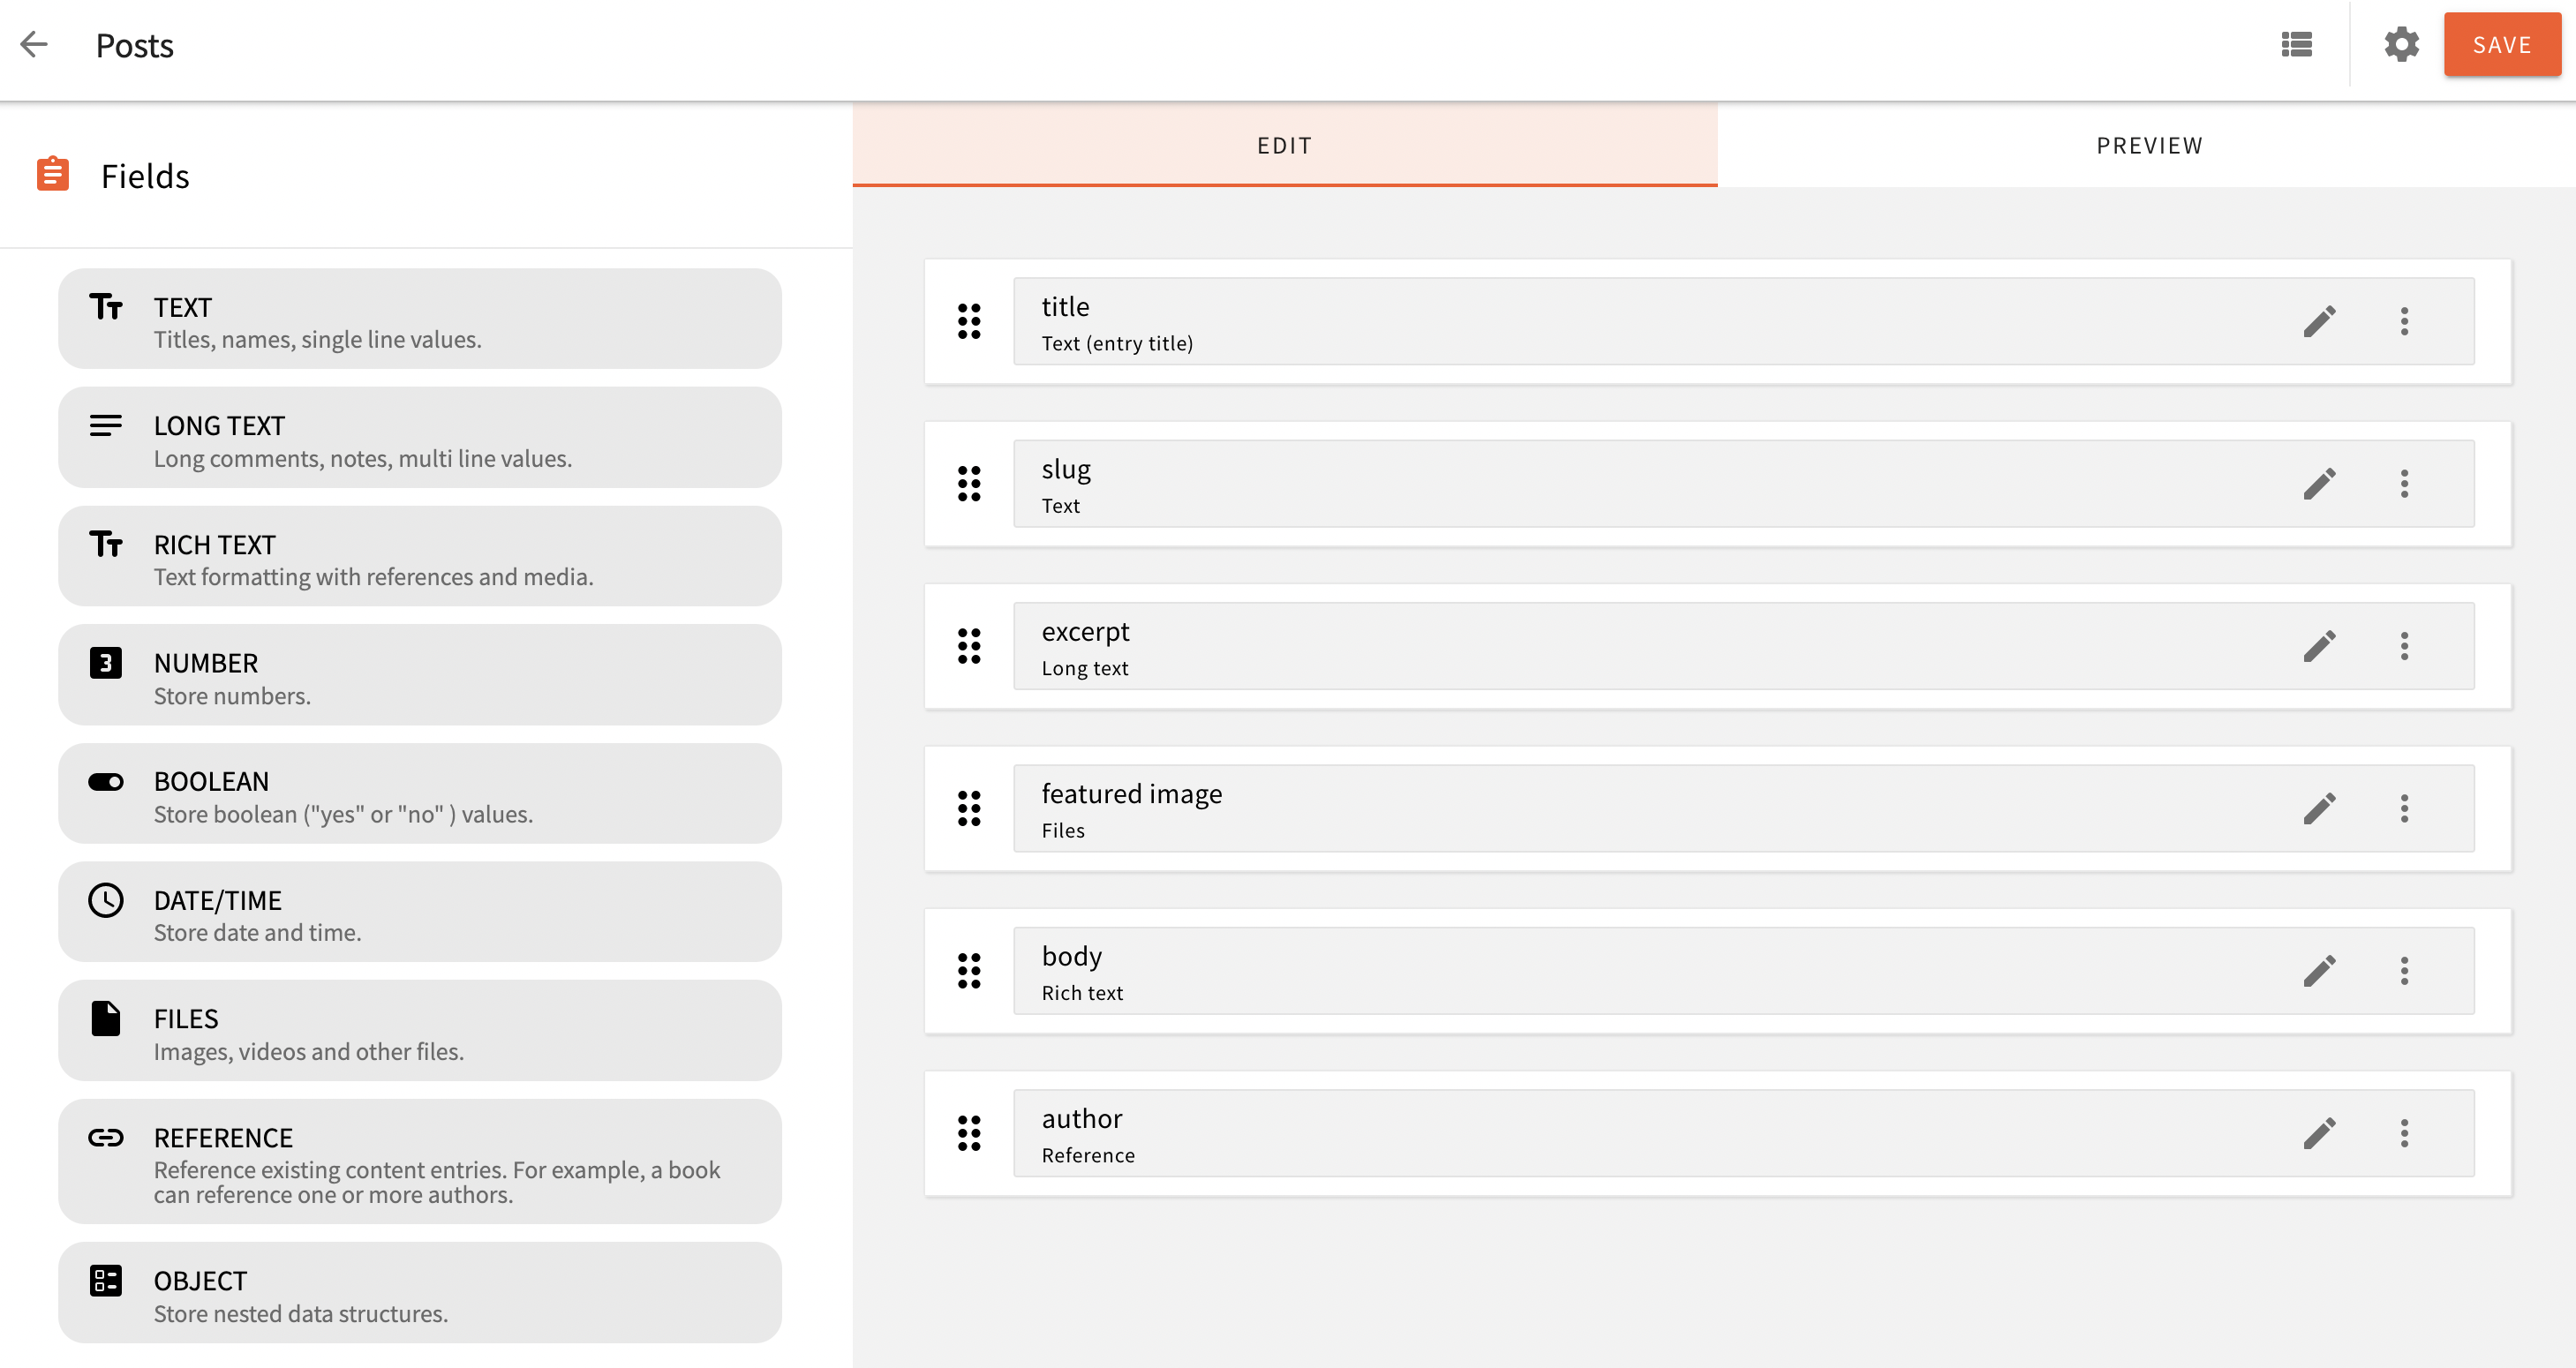 Posts
SAVE
Fields
EDIT
PREVIEW
TEXT
Titles, names, single line values.
LONG TEXT
Long comments, notes, multi line values.
RICH TEXT
Text formatting with references and media.
3
NUMBER
Store numbers.
BOOLEAN
Store boolean ("yes" or "no" ) values.
DATE/TIME
Store date and time.
FILES
Images, videos and other files.
REFERENCE
Reference existing content entries. For example, a book
can reference one or more authors.
OBJECT
Store nested data structures.
title
Text (entry title)
slug
Text
excerpt
Long text
featured image
Files
body
Rich text
author
Reference